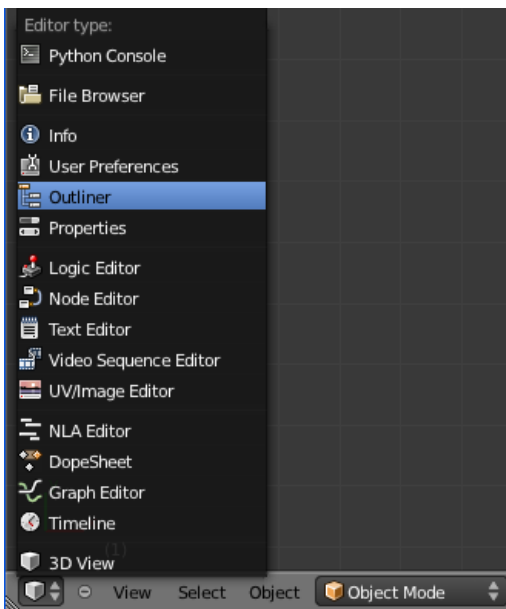 Editor type:
Python Console
File Browser
Info
User Preferences
Outliner
Properties
Logic Editor
Node Editor
Text Editor
Video Sequence Editor
UV/Image Editor
NLA Editor
DopeSheet
Graph Editor
Timeline
(1)
3D View
View Select Object Object Mode